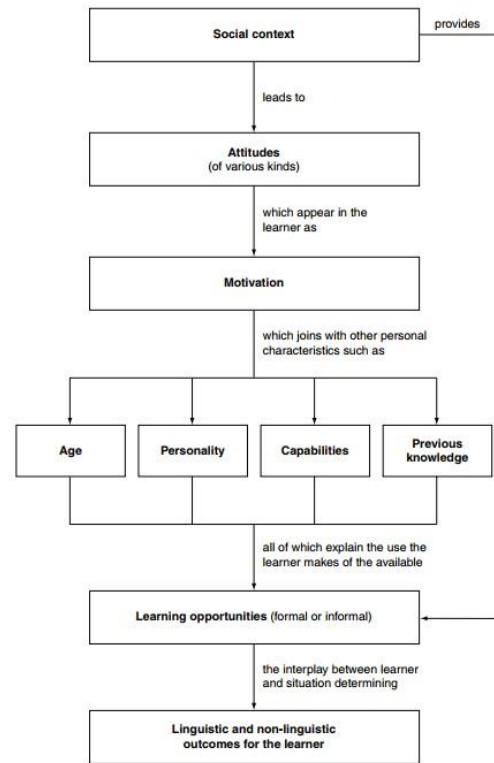 Social context
provides
leads to
Attitudes
(of various kinds)
which appear in the
learner as
Motivation
which joins with other personal
characteristics such as
Age
Personality
Capabilities
Previous
knowledge
all of which explain the use the
learner makes of the available
Learning opportunities (formal or informal)
the interplay between learner
and situation determining
Linguistic and non-linguistic
outcomes for the learner